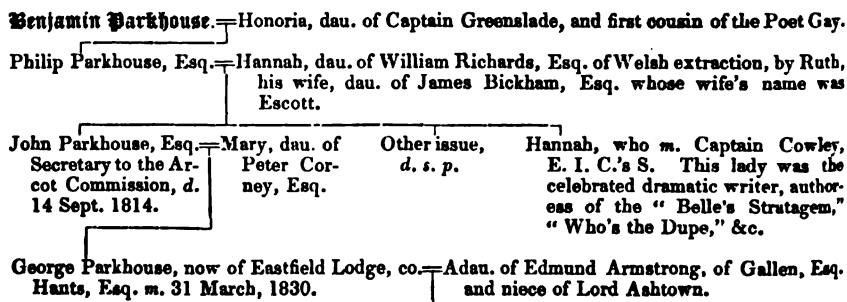 Benjamin Parkhouse.=Honoria, dau. of Captain Greenslade, and first cousin of the Poet Gay.
Philip Parkhouse, Esq.=Hannah, dau. of William Richards, Esq. of Welsh extraction, by Ruth,
his wife, dau. of James Bickham, Esq. whose wife's name was
Escott.
John Parkhouse, Esq.=Mary, dau. of
Secretary to the Ar-
cot Commission, d.
14 Sept. 1814.
Peter Cor-
ney, Esq.
Other issue,
d. s. p.
Hannah, who m. Captain Cowley,
E. I. C.'s S. This lady was the
celebrated dramatic writer, author-
ess of the "Belle's Stratagem,"
"Who's the Dupe," &c.
George Parkhouse, now of Eastfield Lodge, co.=Adau. of Edmund Armstrong, of Gallen, Esq.
Hants, Esq. m. 31 March, 1830.
and niece of Lord Ashtown.